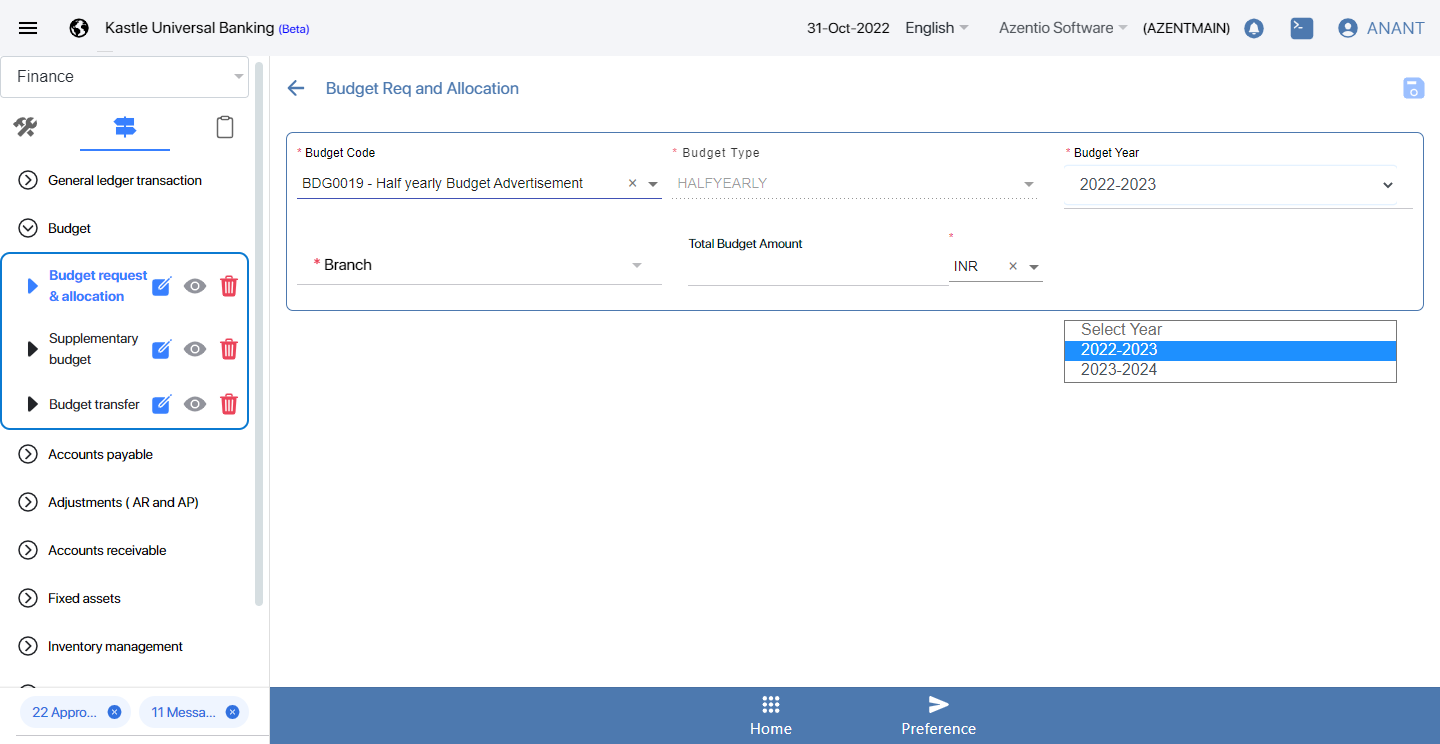 Kastle Universal Banking (Beta)
31-Oct-2022 English Azentio Software (AZENTMAIN) ANANT
Finance
Budget Req and Allocation
* Budget Code
BDG0019 - Half yearly Budget Advertisement ×
* Budget Type
HALFYEARLY
* Budget Year
2022-2023
* Branch
Total Budget Amount
*
INR ×
Select Year
2022-2023
2023-2024
General ledger transaction
Budget
Budget request
& allocation
Supplementary
budget
Budget transfer
Accounts payable
Adjustments ( AR and AP)
Accounts receivable
Fixed assets
Inventory management
22 Appro...
11 Messa...
Home
Preference